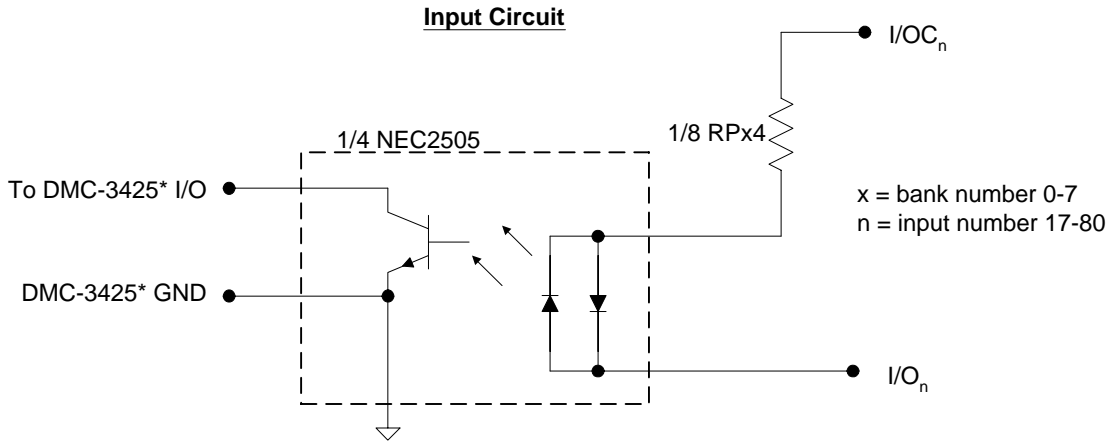 Input Circuit
I/OCn
1/8 RPx4
1/4 NEC2505
To DMC-3425* I/O
x = bank number 0-7
n = input number 17-80
DMC-3425* GND
I/On